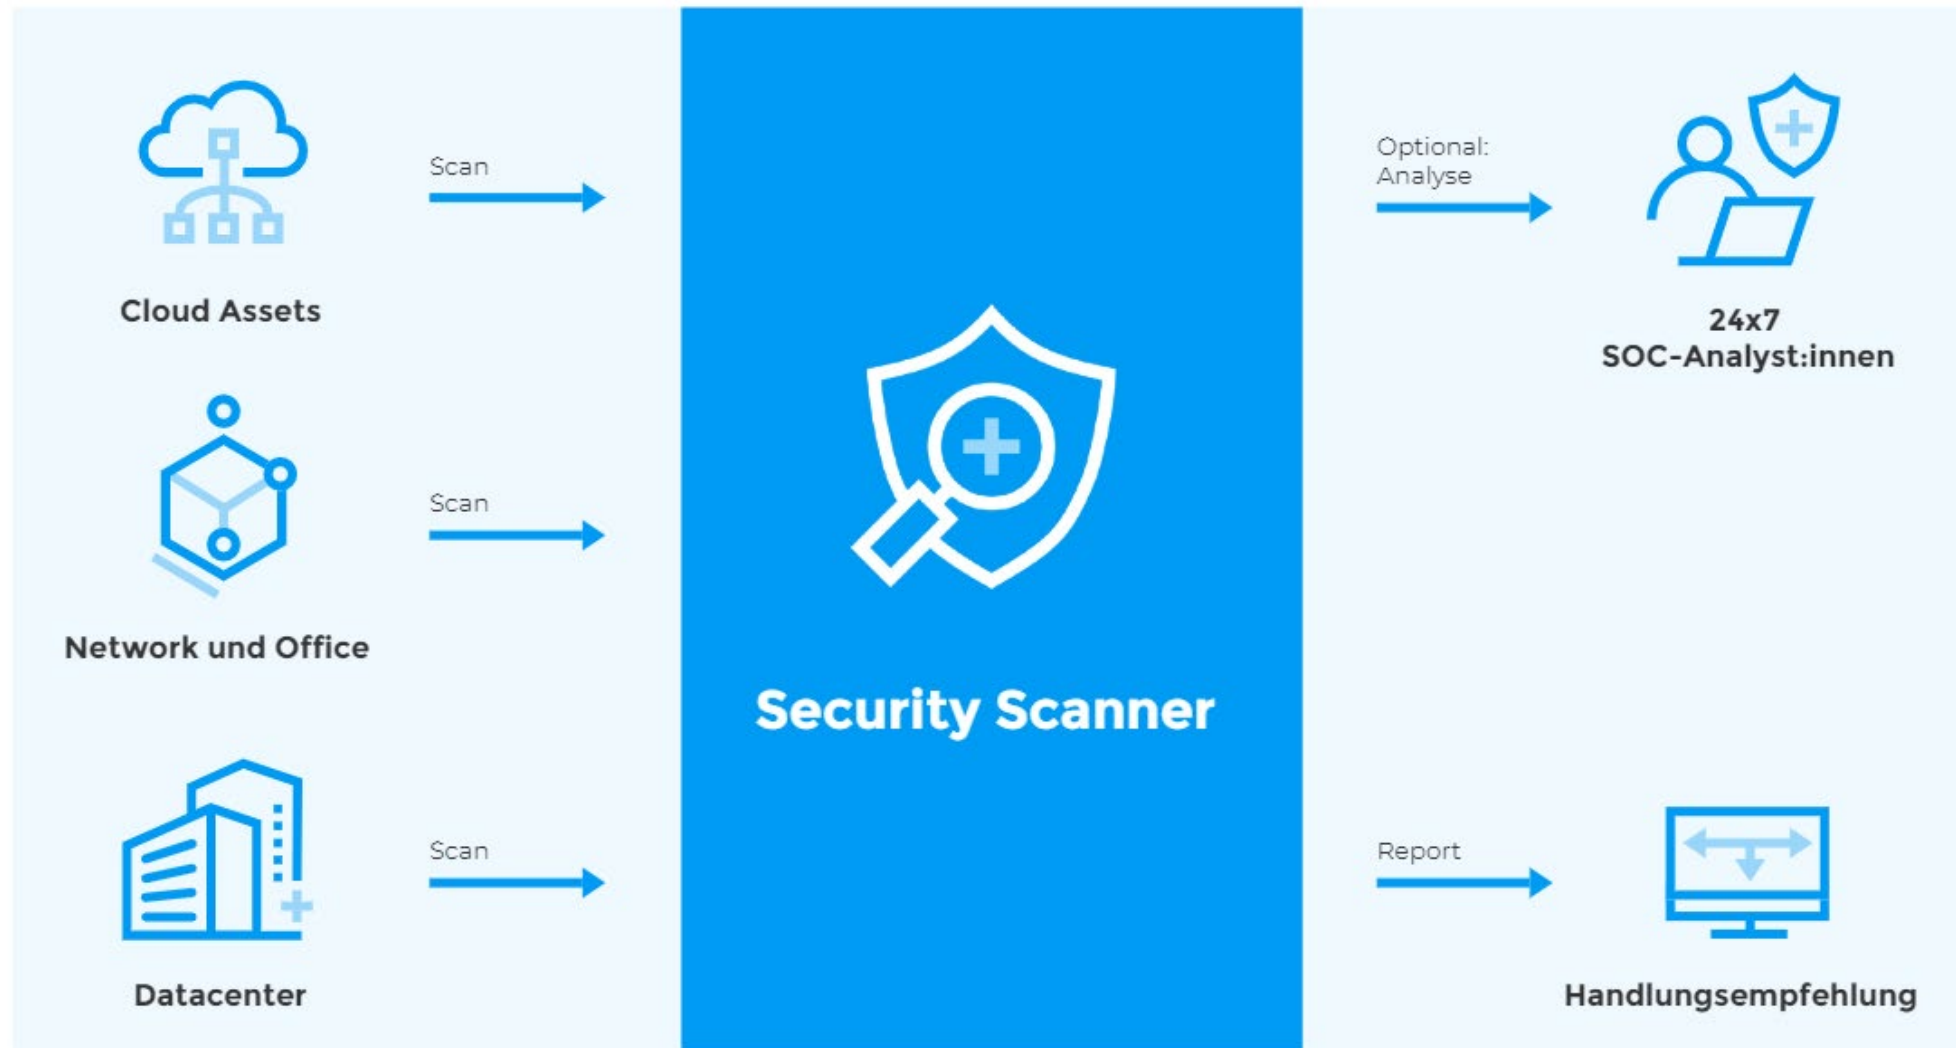 Scan
Cloud Assets
Scan
Network und Office
Scan
Datacenter
Security Scanner
Optional:
Analyse
24x7
SOC-Analyst:innen
Report
Handlungsempfehlung